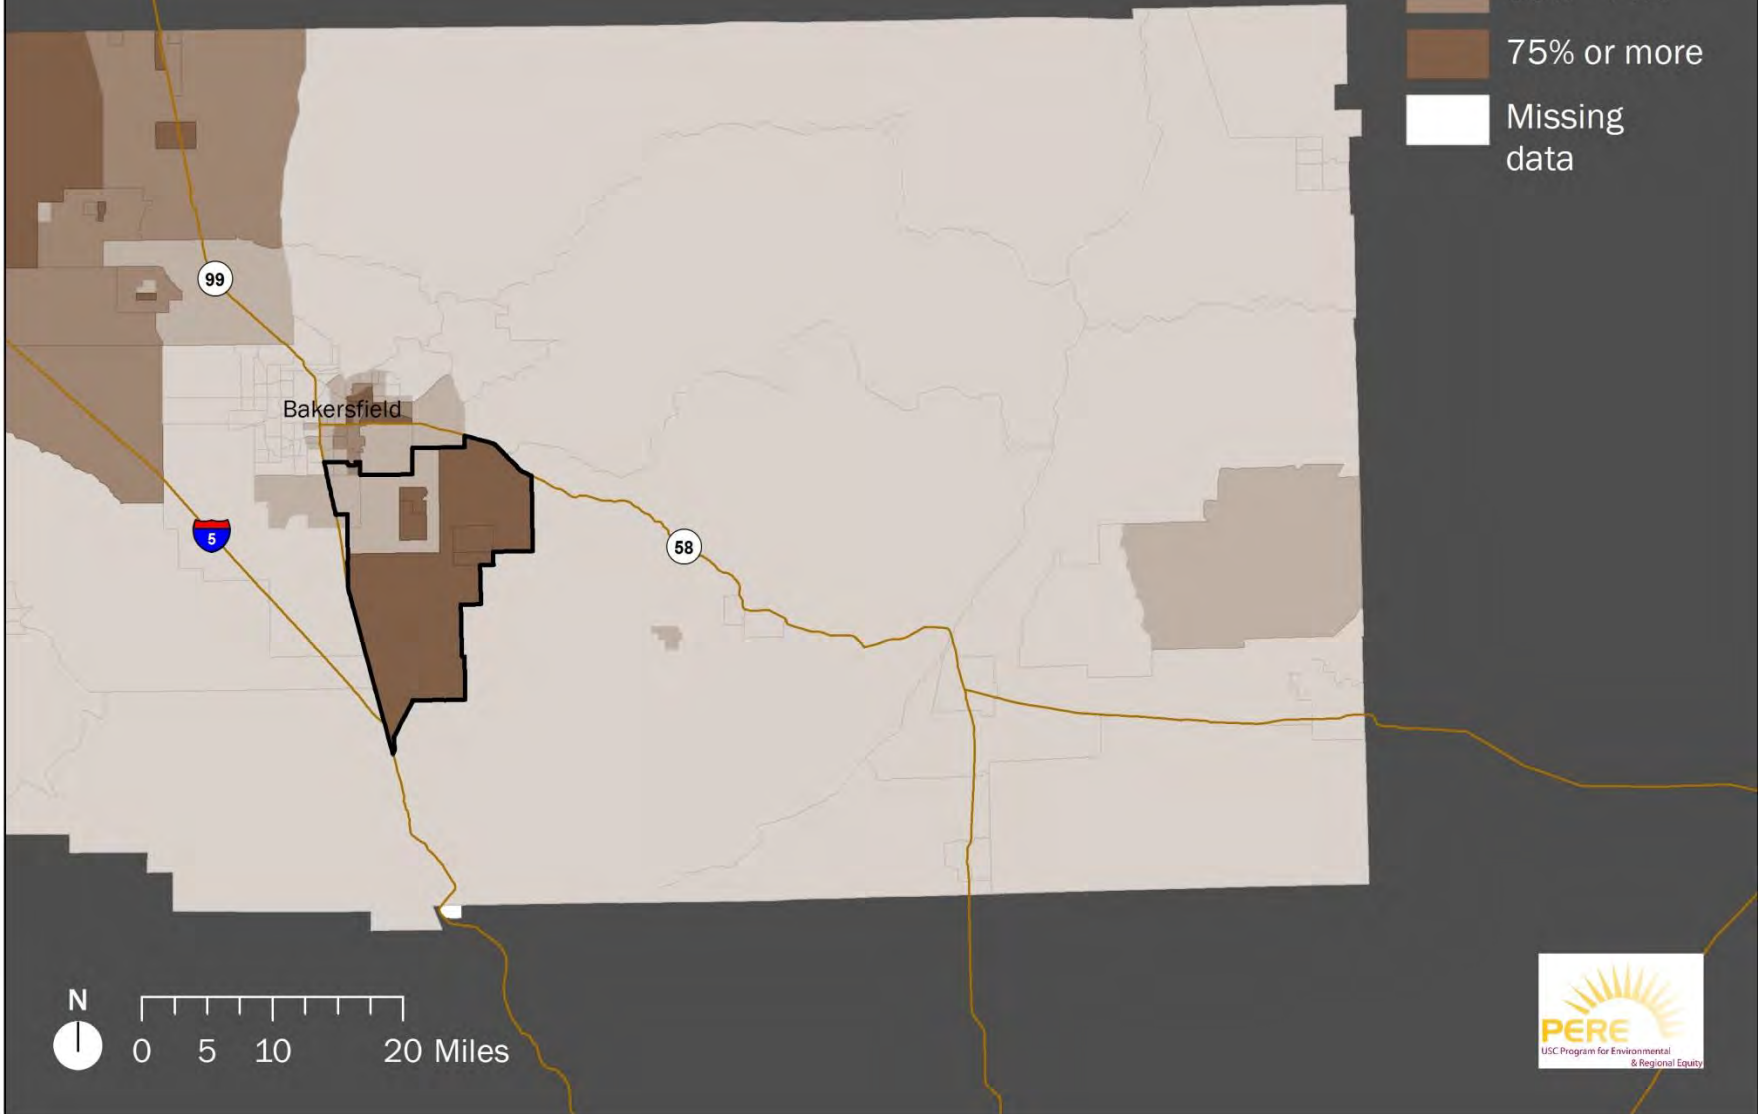 75% or more
Missing
data
99
Bakersfield
5
58
N
0 5 10 20 Miles
PERE
USC Program for Environmental
& Regional Equity